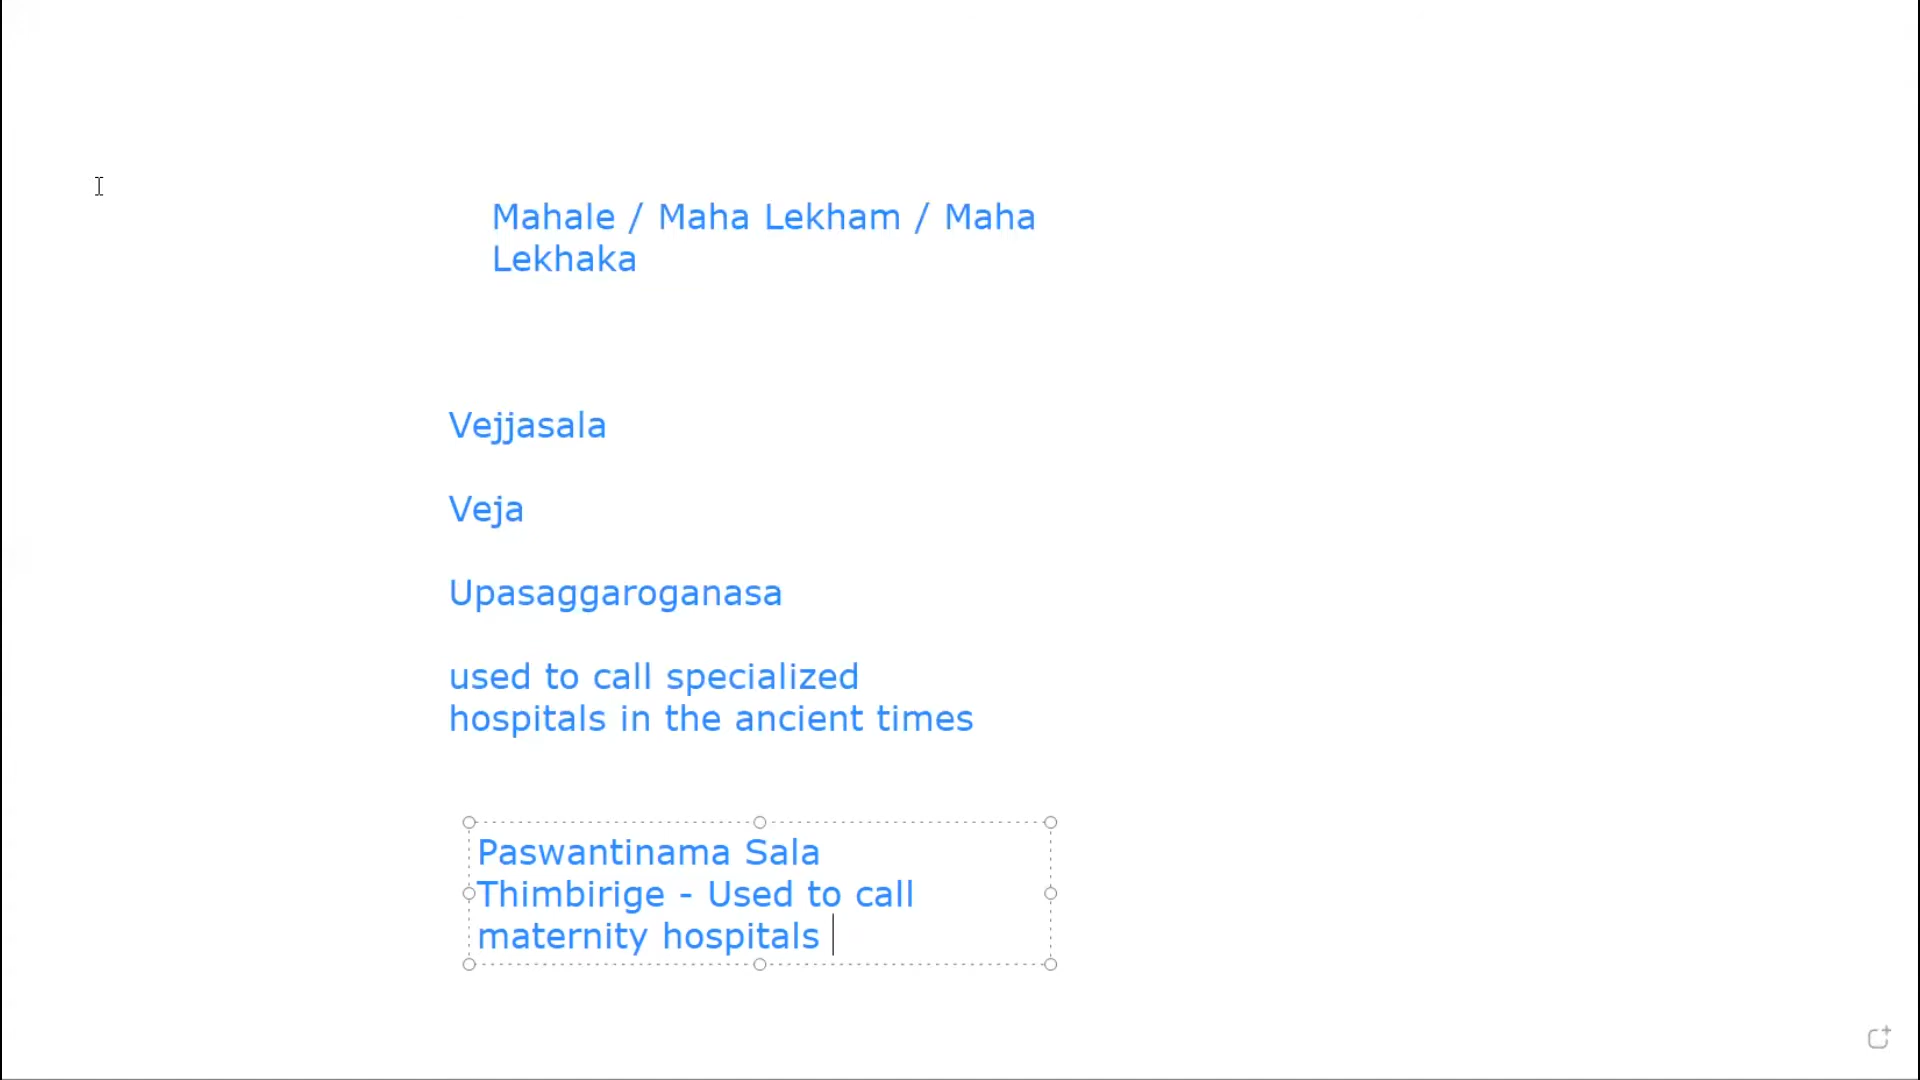 Mahale / Maha Lekham / Maha
Lekhaka
Vejjasala
Veja
Upasaggaroganasa
used to call specialized
hospitals in the ancient times
Paswantinama Sala
Thimbirige - Used to call
maternity hospitals